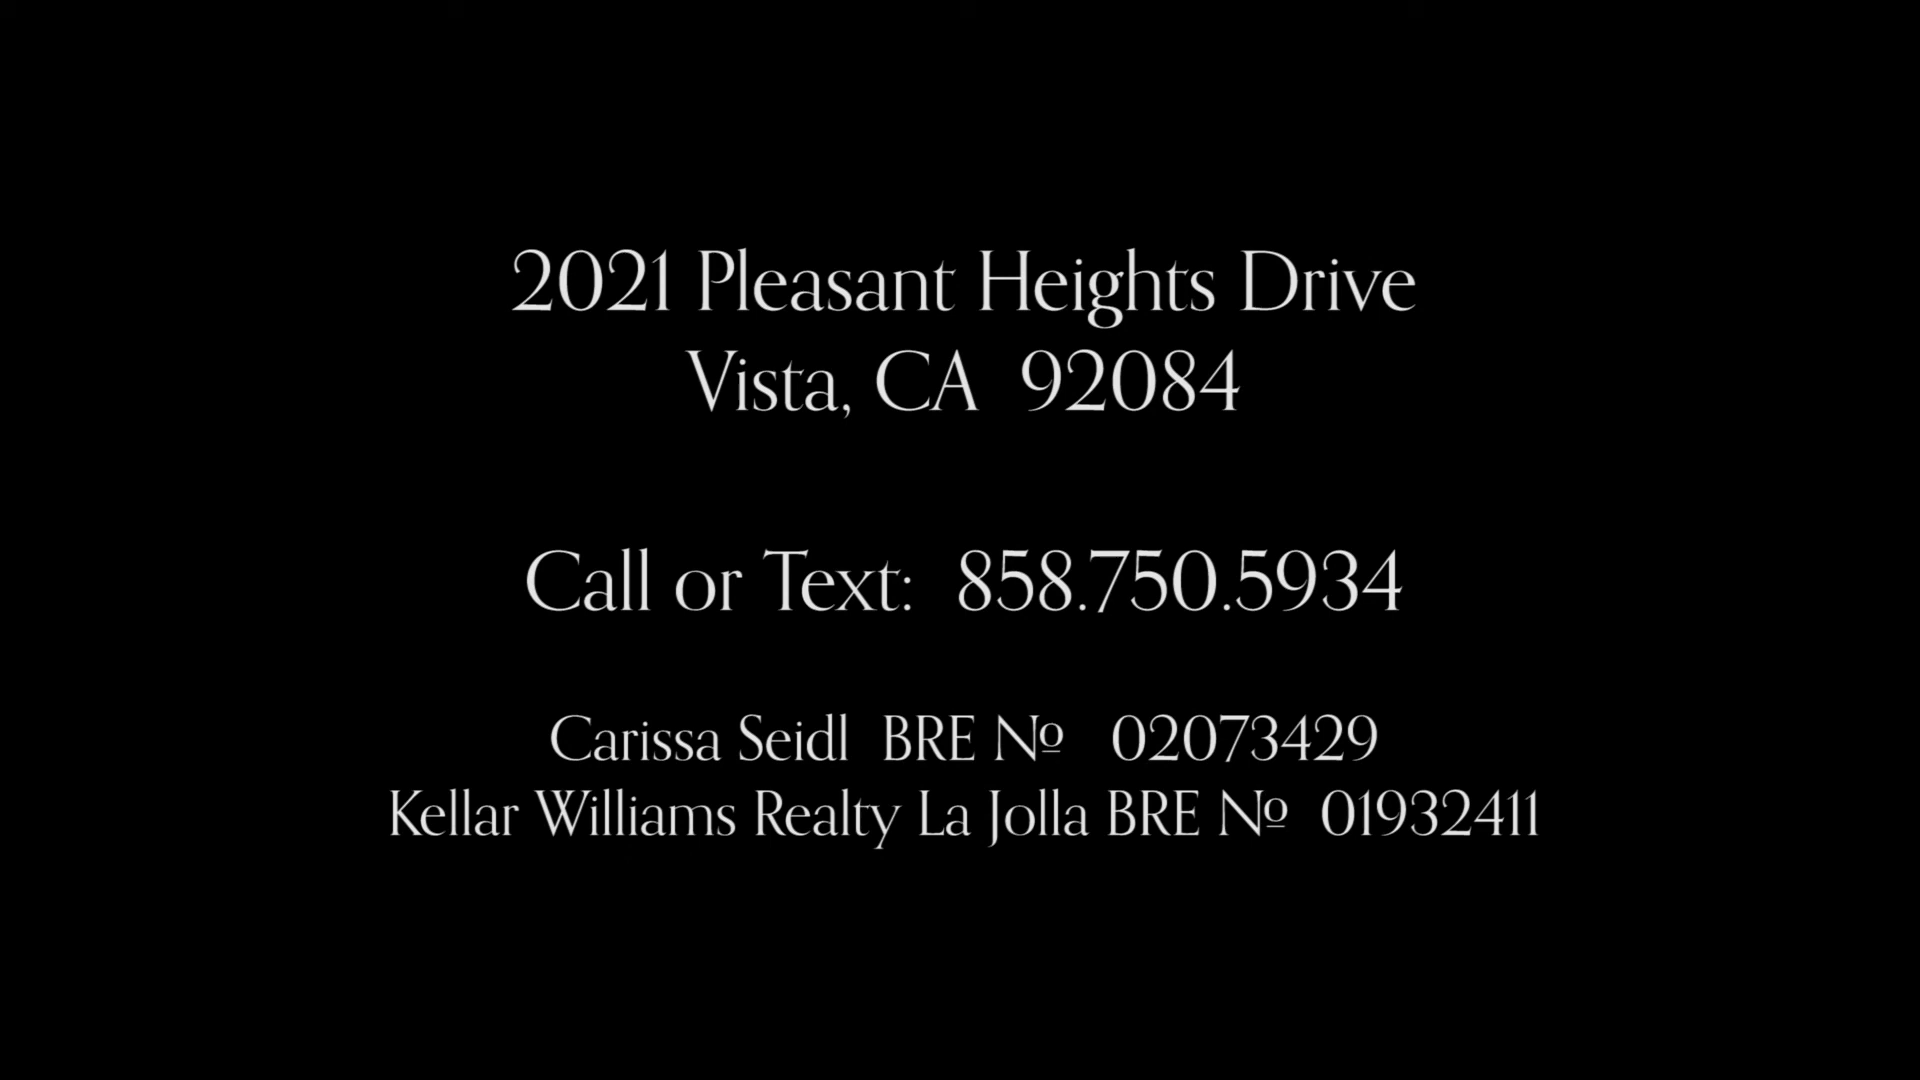 2021 Pleasant Heights Drive
Vista, CA  92084
Call or Text:  858.750.5934
Carissa Seidl  BRE №  02073429
Kellar Williams Realty La Jolla BRE №  01932411